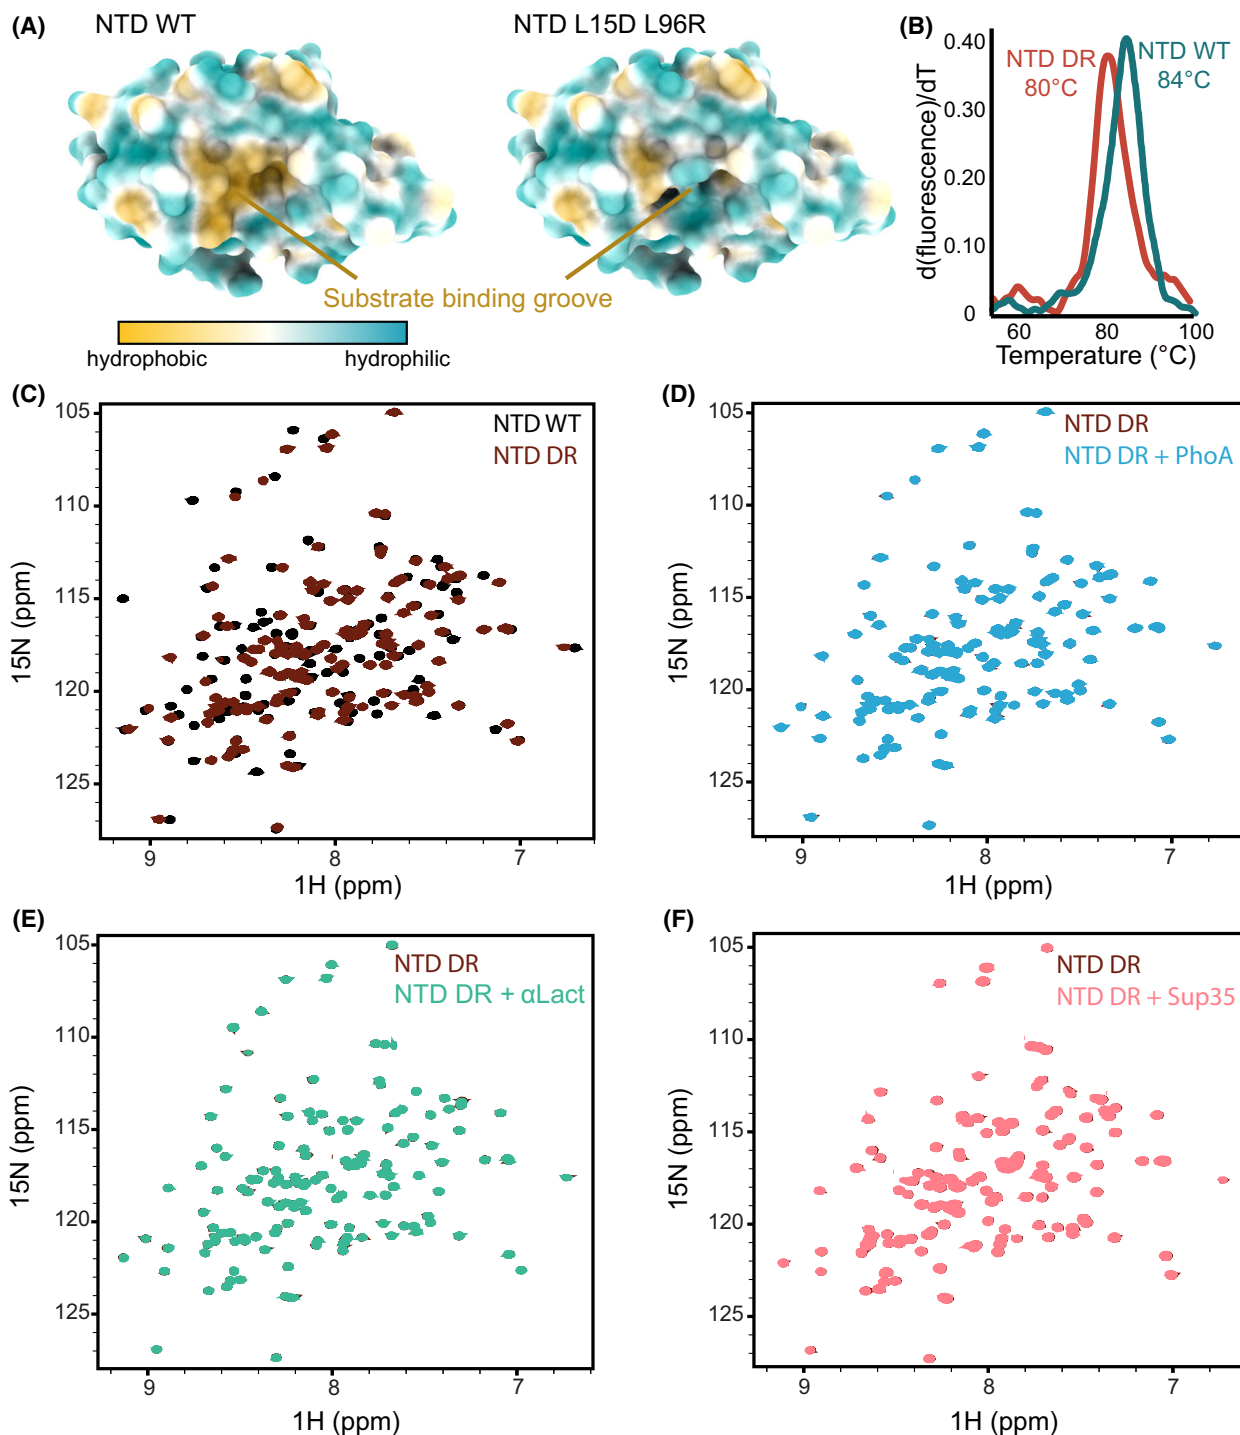 (A)
NTD WT
NTD L15D L96R
Substrate binding groove
hydrophobic
hydrophilic
(B)
NTD DR
80°C
NTD WT
84°C
d(fluorescence)/dT
0.40
0.30
0.20
0.10
0
60
80
100
Temperature (°C)
(C)
NTD WT
NTD DR
15N (ppm)
105
110
115
120
125
9
8
7
1H (ppm)
(D)
NTD DR
NTD DR + PhoA
15N (ppm)
105
110
115
120
125
9
8
7
1H (ppm)
(E)
NTD DR
NTD DR + αLact
15N (ppm)
105
110
115
120
125
9
8
7
1H (ppm)
(F)
NTD DR
NTD DR + Sup35
15N (ppm)
105
110
115
120
125
9
8
7
1H (ppm)